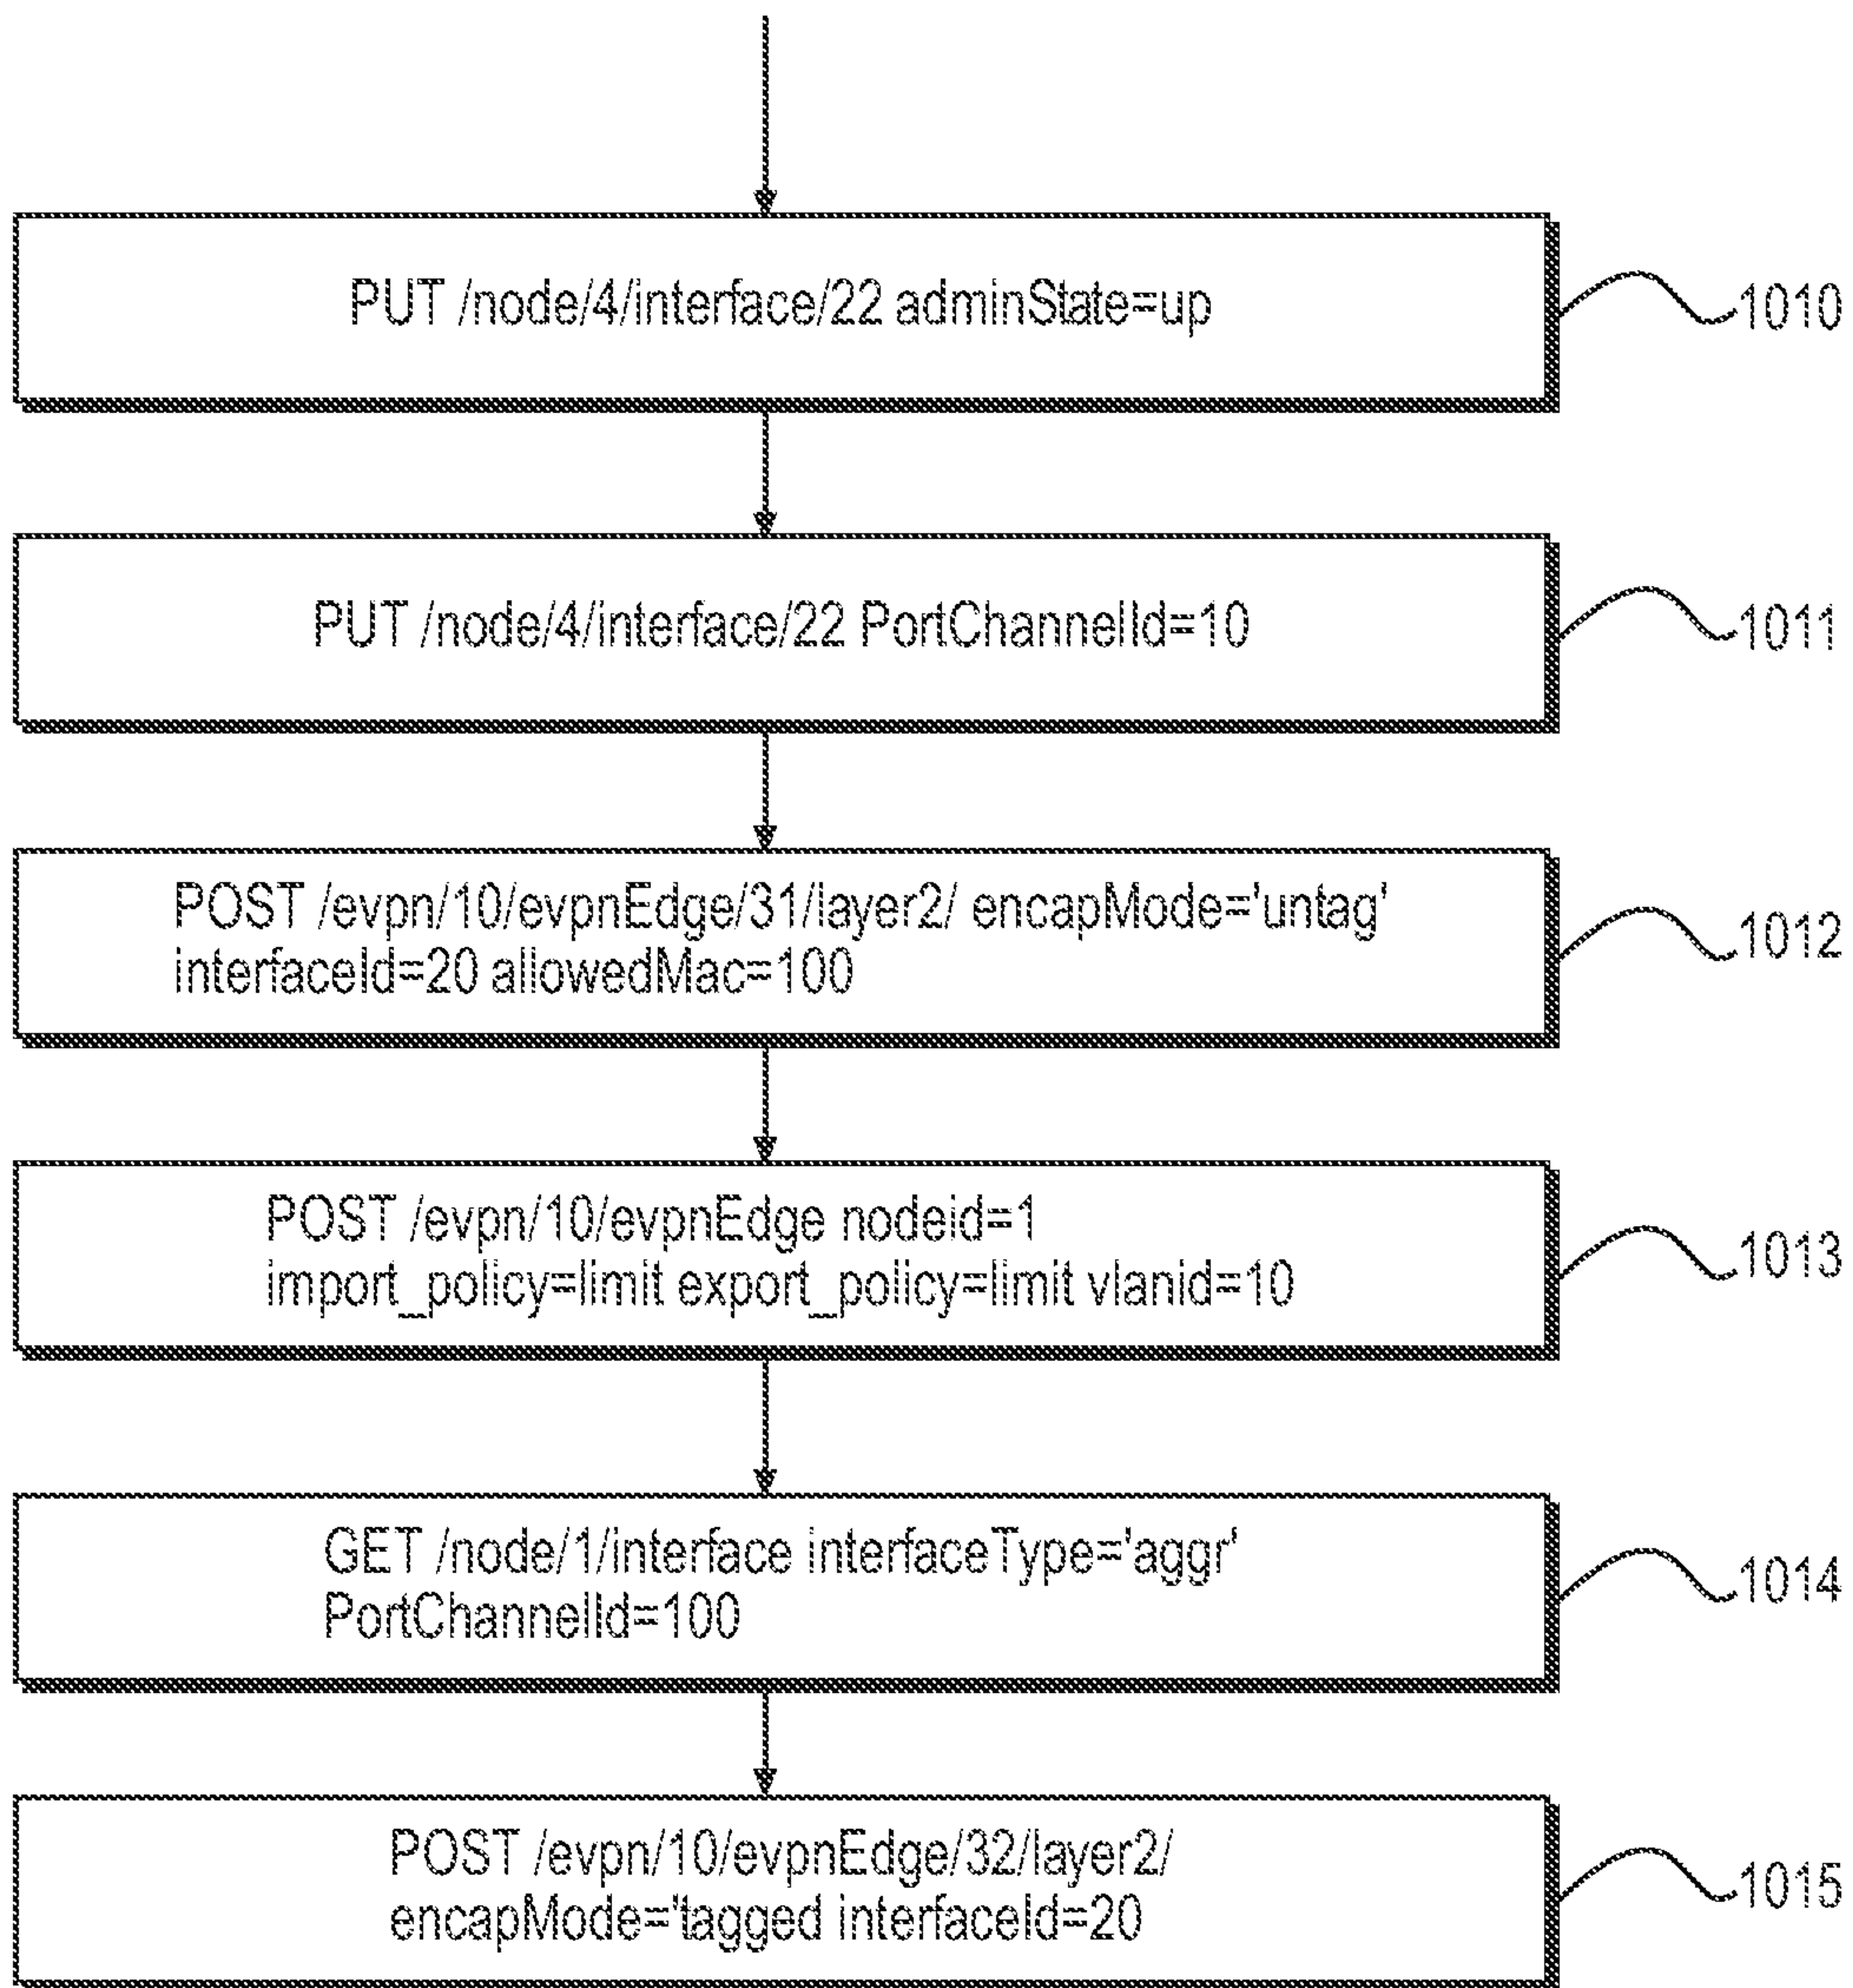 PUT /node/4/interface/22 adminState=up
1010
PUT /node/4/interface/22 PortChannelId=10
1011
POST /evpn/10/evpnEdge/31/layer2/ encapMode='untag'
interfaceId=20 allowedMac=100
1012
POST /evpn/10/evpnEdge nodeid=1
import_policy=limit export_policy=limit vlanid=10
1013
GET /node/1/interface interfaceType='aggr'
PortChannelId=100
1014
POST /evpn/10/evpnEdge/32/layer2/
encapMode='tagged interfaceId=20
1015